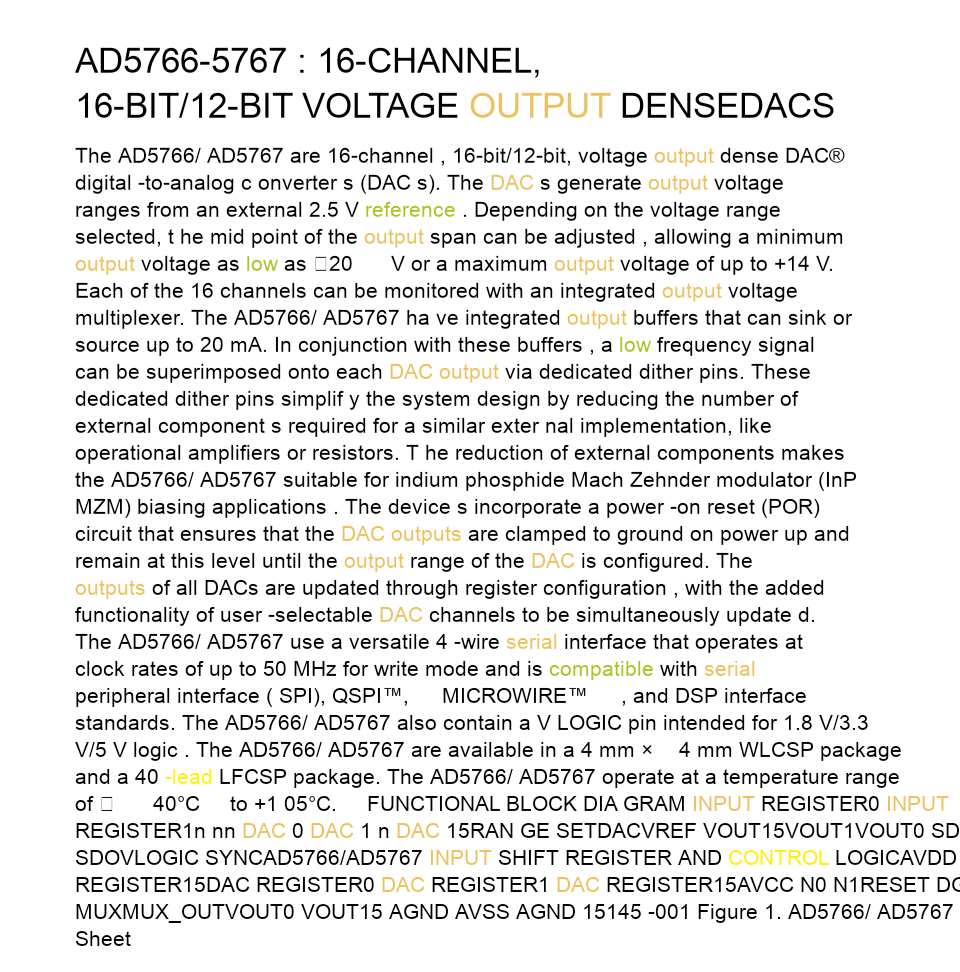 AD5766-5767 : 16-CHANNEL,
16-BIT/12-BIT VOLTAGE OUTPUT DENSEDACS
The AD5766/ AD5767 are 16-channel , 16-bit/12-bit, voltage output dense DAC®
digital -to-analog c onverter s (DAC s). The DAC s generate output voltage
ranges from an external 2.5 V reference . Depending on the voltage range
selected, t he mid point of the output span can be adjusted , allowing a minimum
output voltage as low as □20 V or a maximum output voltage of up to +14 V.
Each of the 16 channels can be monitored with an integrated output voltage
multiplexer. The AD5766/ AD5767 ha ve integrated output buffers that can sink or
source up to 20 mA. In conjunction with these buffers , a low frequency signal
can be superimposed onto each DAC output via dedicated dither pins. These
dedicated dither pins simplif y the system design by reducing the number of
external component s required for a similar exter nal implementation, like
operational amplifiers or resistors. T he reduction of external components makes
the AD5766/ AD5767 suitable for indium phosphide Mach Zehnder modulator (InP
MZM) biasing applications . The device s incorporate a power -on reset (POR)
circuit that ensures that the DAC outputs are clamped to ground on power up and
remain at this level until the output range of the DAC is configured. The
outputs of all DACs are updated through register configuration , with the added
functionality of user -selectable DAC channels to be simultaneously update d.
The AD5766/ AD5767 use a versatile 4 -wire serial interface that operates at
clock rates of up to 50 MHz for write mode and is compatible with serial
peripheral interface ( SPI), QSPI™, MICROWIRE™ , and DSP interface
standards. The AD5766/ AD5767 also contain a V LOGIC pin intended for 1.8 V/3.3
V/5 V logic . The AD5766/ AD5767 are available in a 4 mm × 4 mm WLCSP package
and a 40 -lead LFCSP package. The AD5766/ AD5767 operate at a temperature range
of □ 40°C to +1 05°C. FUNCTIONAL BLOCK DIA GRAM INPUT REGISTER0 INPUT
REGISTER1n nn DAC 0 DAC 1 n DAC 15RAN GE SETDACVREF VOUT15VOUT1VOUT0 SD
SDOVLOGIC SYNCAD5766/AD5767 INPUT SHIFT REGISTER AND CONTROL LOGICAVDD
REGISTER15DAC REGISTER0 DAC REGISTER1 DAC REGISTER15AVCC N0 N1RESET DG
MUXMUX_OUTVOUT0 VOUT15 AGND AVSS AGND 15145 -001 Figure 1. AD5766/ AD5767
Sheet